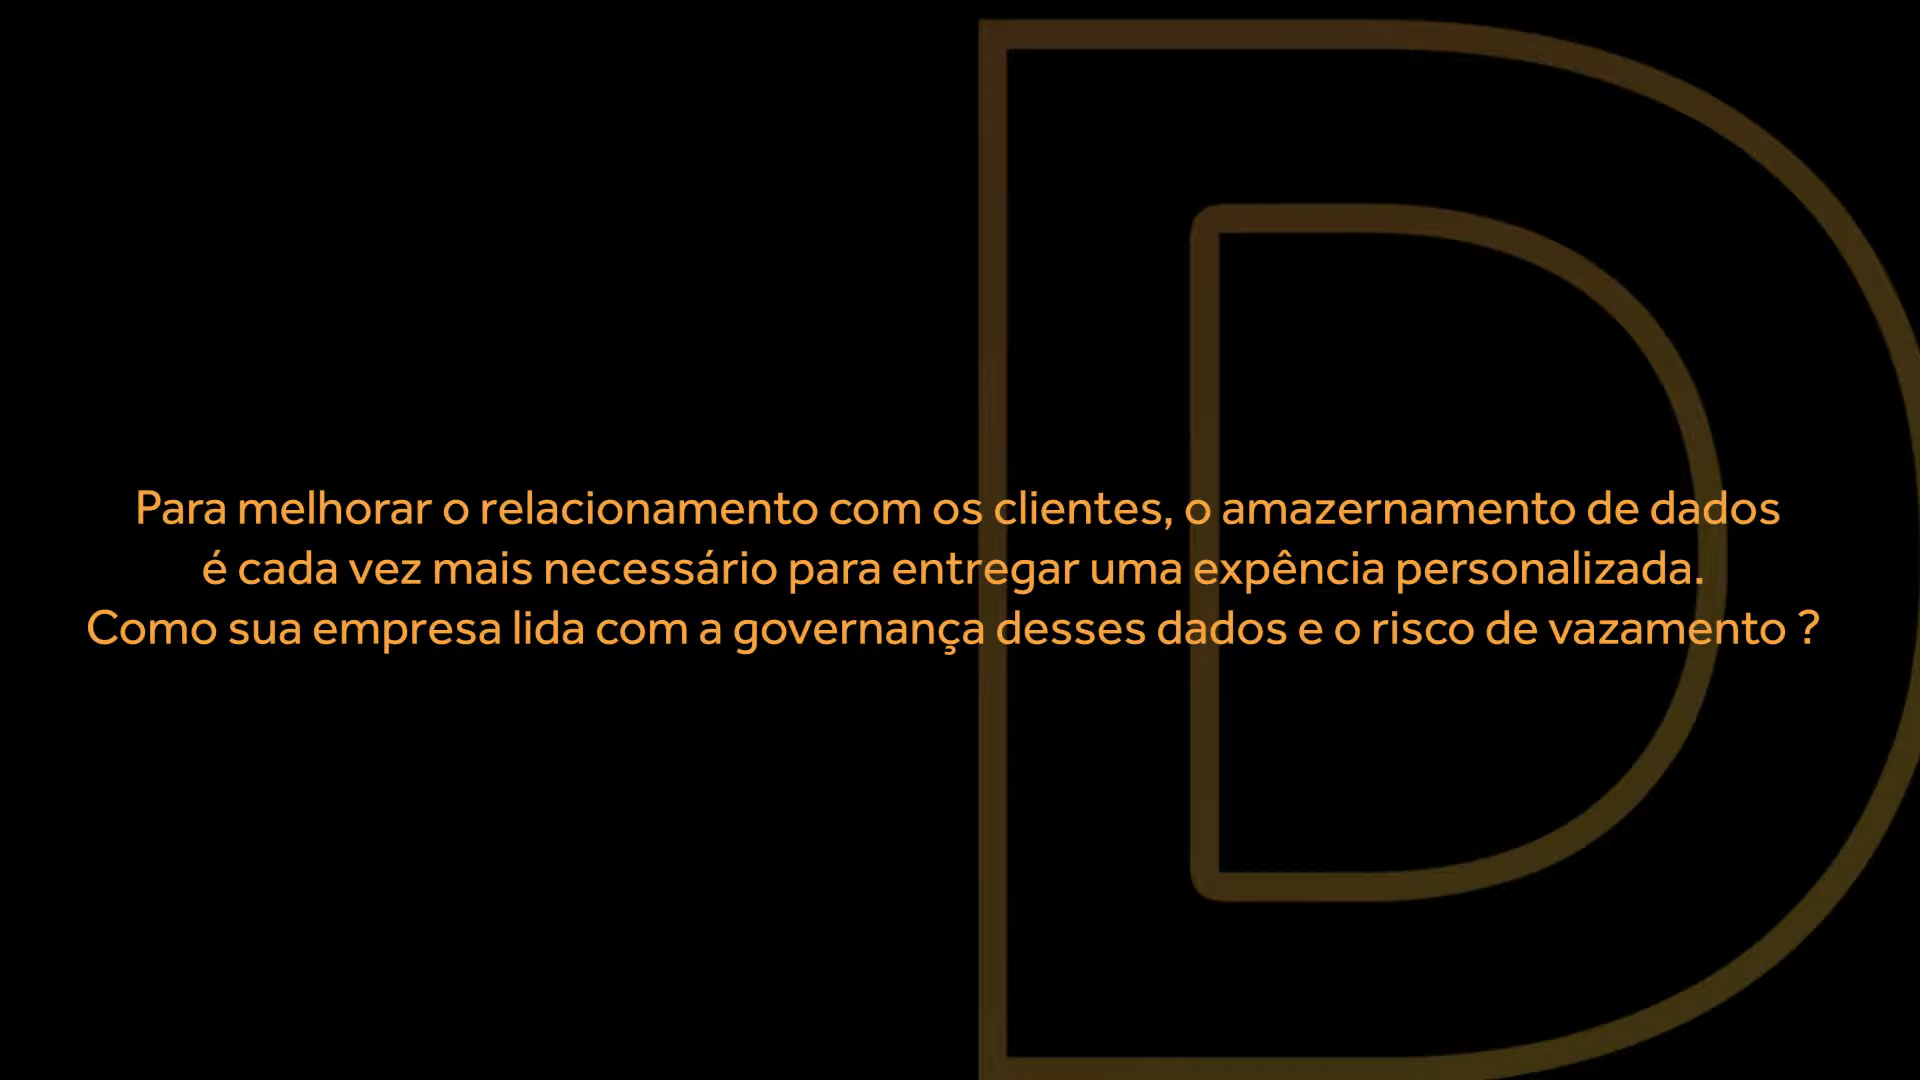 Para melhorar o relacionamento com os clientes, o amazernamento de dados
é cada vez mais necessário para entregar uma expência personalizada.
Como sua empresa lida com a governança desses dados e o risco de vazamento ?